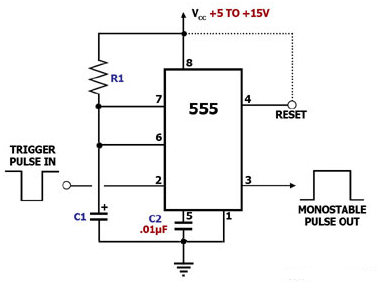 Vcc +5 TO +15V
8
R1
7
555
4
RESET
6
TRIGGER
PULSE IN
2
3
C1
+
C2
.01µF
5
1
MONOSTABLE
PULSE OUT